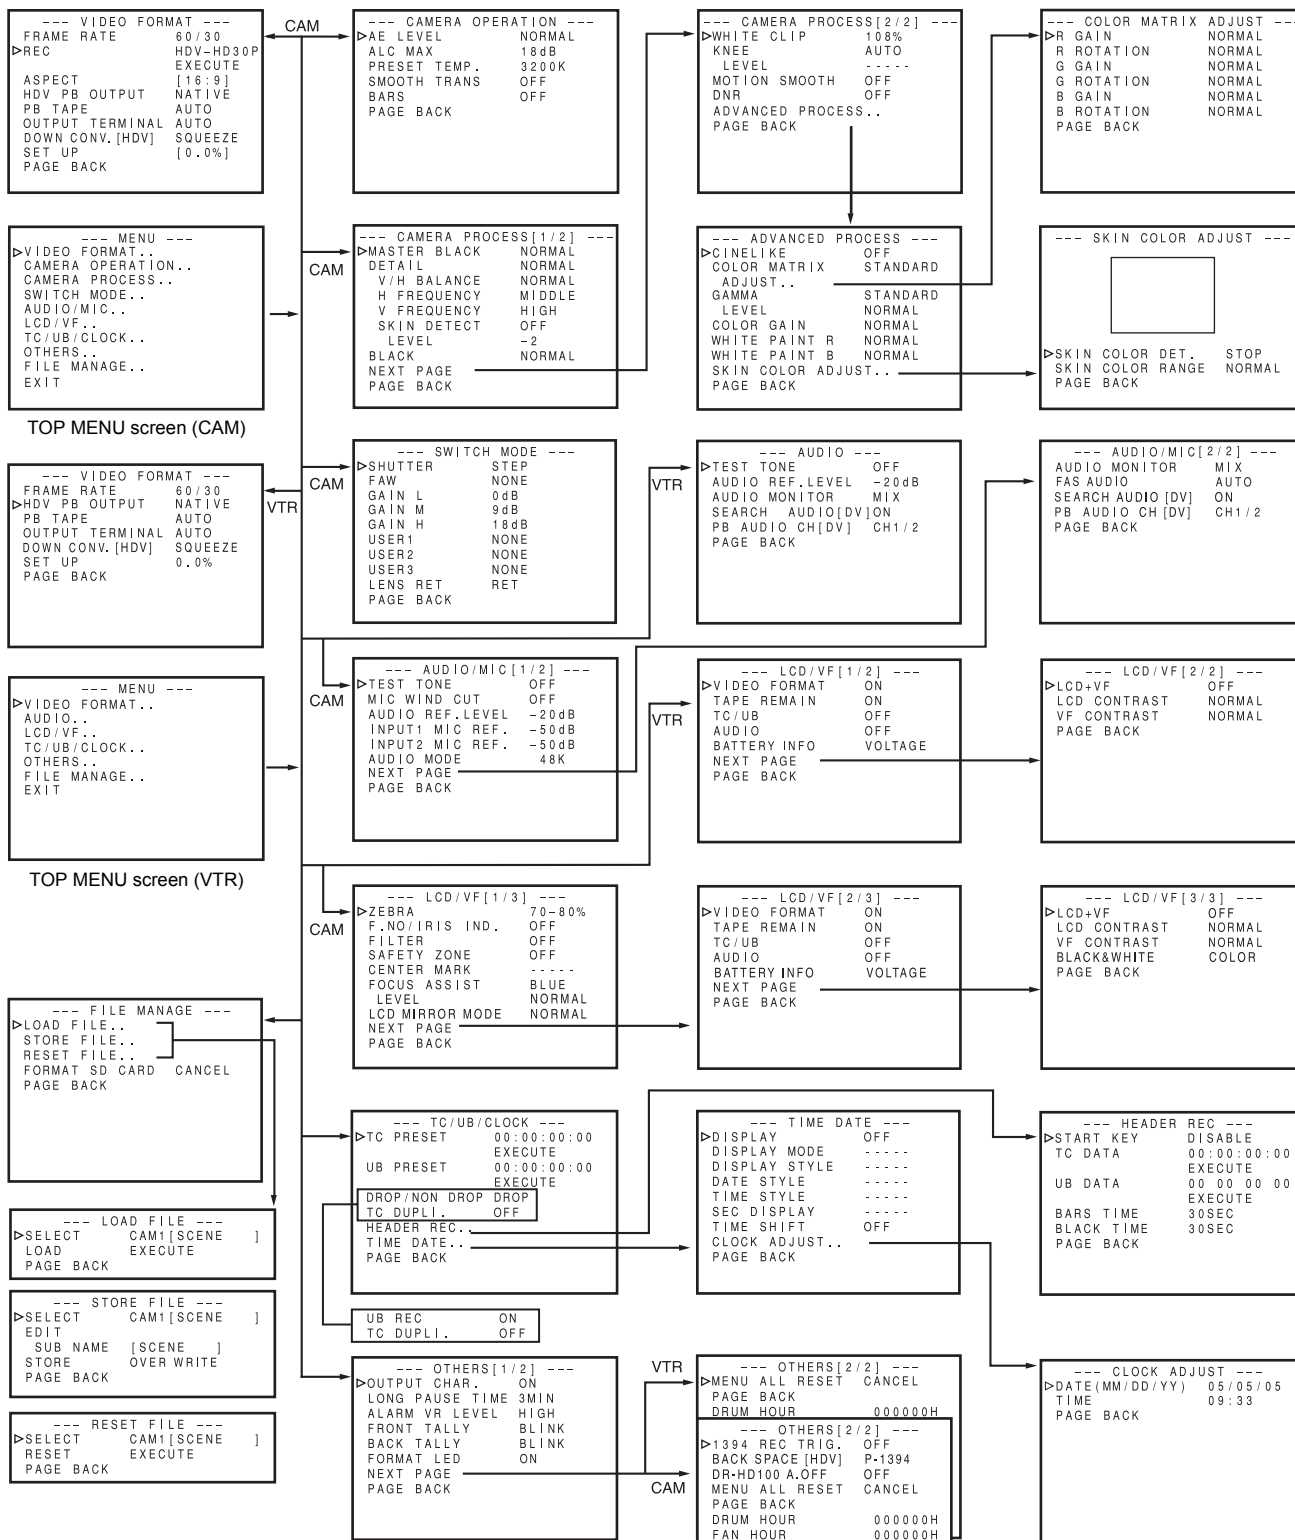 --- VIDEO FORMAT ---
FRAME RATE 60/30
REC HDV-HD30P
EXECUTE
ASPECT [16:9]
HDV PB OUTPUT NATIVE
PB TAPE AUTO
OUTPUT TERMINAL AUTO
DOWN CONV.[HDV] SQUEEZE
SET UP [0.0%]
PAGE BACK
CAM
--- CAMERA OPERATION ---
AE LEVEL NORMAL
ALC MAX 18dB
PRESET TEMP. 3200K
SMOOTH TRANS OFF
BARS OFF
PAGE BACK
--- CAMERA PROCESS[2/2] ---
WHITE CLIP 108%
KNEE AUTO
LEVEL -----
MOTION SMOOTH OFF
DNR OFF
ADVANCED PROCESS..
PAGE BACK
--- COLOR MATRIX ADJUST ---
R GAIN NORMAL
R ROTATION NORMAL
G GAIN NORMAL
G ROTATION NORMAL
B GAIN NORMAL
B ROTATION NORMAL
PAGE BACK
--- MENU ---
VIDEO FORMAT..
CAMERA OPERATION..
CAMERA PROCESS..
SWITCH MODE..
AUDIO/MIC..
LCD/VF..
TC/UB/CLOCK..
OTHERS..
FILE MANAGE..
EXIT
TOP MENU screen (CAM)
CAM
--- CAMERA PROCESS[1/2] ---
MASTER BLACK NORMAL
DETAIL NORMAL
V/H BALANCE NORMAL
H FREQUENCY MIDDLE
V FREQUENCY HIGH
SKIN DETECT OFF
LEVEL -2
BLACK NORMAL
NEXT PAGE
PAGE BACK
--- ADVANCED PROCESS ---
CINELIKE OFF
COLOR MATRIX STANDARD
ADJUST..
GAMMA STANDARD
LEVEL NORMAL
COLOR GAIN NORMAL
WHITE PAINT R NORMAL
WHITE PAINT B NORMAL
SKIN COLOR ADJUST..
PAGE BACK
--- SKIN COLOR ADJUST ---
SKIN COLOR DET. STOP
SKIN COLOR RANGE NORMAL
PAGE BACK
--- VIDEO FORMAT ---
FRAME RATE 60/30
HDV PB OUTPUT NATIVE
PB TAPE AUTO
OUTPUT TERMINAL AUTO
DOWN CONV.[HDV] SQUEEZE
SET UP 0.0%
PAGE BACK
VTR
CAM
--- SWITCH MODE ---
SHUTTER STEP
FAW NONE
GAIN L 0dB
GAIN M 9dB
GAIN H 18dB
USER1 NONE
USER2 NONE
USER3 NONE
LENS RET RET
PAGE BACK
VTR
--- AUDIO ---
TEST TONE OFF
AUDIO REF.LEVEL -20dB
AUDIO MONITOR MIX
SEARCH AUDIO[DV]ON
PB AUDIO CH[DV] CH1/2
PAGE BACK
--- AUDIO/MIC[2/2] ---
AUDIO MONITOR MIX
FAS AUDIO AUTO
SEARCH AUDIO [DV] ON
PB AUDIO CH [DV] CH1/2
PAGE BACK
--- MENU ---
VIDEO FORMAT..
AUDIO..
LCD/VF..
TC/UB/CLOCK..
OTHERS..
FILE MANAGE..
EXIT
TOP MENU screen (VTR)
CAM
--- AUDIO/MIC[1/2] ---
TEST TONE OFF
MIC WIND CUT OFF
AUDIO REF.LEVEL -20dB
INPUT1 MIC REF. -50dB
INPUT2 MIC REF. -50dB
AUDIO MODE 48K
NEXT PAGE
PAGE BACK
VTR
--- LCD/VF[1/2] ---
VIDEO FORMAT ON
TAPE REMAIN ON
TC/UB OFF
AUDIO OFF
BATTERY INFO VOLTAGE
NEXT PAGE
PAGE BACK
--- LCD/VF[2/2] ---
LCD+VF OFF
LCD CONTRAST NORMAL
VF CONTRAST NORMAL
PAGE BACK
CAM
--- LCD/VF[1/3] ---
ZEBRA 70-80%
F.NO/IRIS IND. OFF
FILTER OFF
SAFETY ZONE OFF
CENTER MARK -----
FOCUS ASSIST BLUE
LEVEL NORMAL
LCD MIRROR MODE NORMAL
NEXT PAGE
PAGE BACK
--- LCD/VF[2/3] ---
VIDEO FORMAT ON
TAPE REMAIN ON
TC/UB OFF
AUDIO OFF
BATTERY INFO VOLTAGE
NEXT PAGE
PAGE BACK
--- LCD/VF[3/3] ---
LCD+VF OFF
LCD CONTRAST NORMAL
VF CONTRAST NORMAL
BLACK&WHITE COLOR
PAGE BACK
--- FILE MANAGE ---
LOAD FILE..
STORE FILE..
RESET FILE..
FORMAT SD CARD CANCEL
PAGE BACK
--- TC/UB/CLOCK ---
TC PRESET 00:00:00:00
EXECUTE
UB PRESET 00:00:00:00
EXECUTE
DROP/NON DROP DROP
TC DUPLI. OFF
HEADER REC..
TIME DATE..
PAGE BACK
UB REC ON
TC DUPLI. OFF
--- TIME DATE ---
DISPLAY OFF
DISPLAY MODE -----
DISPLAY STYLE -----
DATE STYLE -----
TIME STYLE -----
SEC DISPLAY -----
TIME SHIFT OFF
CLOCK ADJUST..
PAGE BACK
--- HEADER REC ---
START KEY DISABLE
TC DATA 00:00:00:00
EXECUTE
UB DATA 00 00 00 00
EXECUTE
BARS TIME 30SEC
BLACK TIME 30SEC
PAGE BACK
--- LOAD FILE ---
SELECT CAM1[SCENE ]
LOAD EXECUTE
PAGE BACK
--- STORE FILE ---
SELECT CAM1[SCENE ]
EDIT
SUB NAME [SCENE ]
STORE OVER WRITE
PAGE BACK
--- RESET FILE ---
SELECT CAM1[SCENE ]
RESET EXECUTE
PAGE BACK
--- OTHERS[1/2] ---
OUTPUT CHAR. ON
LONG PAUSE TIME 3MIN
ALARM VR LEVEL HIGH
FRONT TALLY BLINK
BACK TALLY BLINK
FORMAT LED ON
NEXT PAGE
PAGE BACK
VTR
--- OTHERS[2/2] ---
MENU ALL RESET CANCEL
PAGE BACK
DRUM HOUR 000000H
CAM
--- OTHERS[2/2] ---
1394 REC TRIG. OFF
BACK SPACE [HDV] P-1394
DR-HD100 A.OFF OFF
MENU ALL RESET CANCEL
PAGE BACK
DRUM HOUR 000000H
FAN HOUR 000000H
--- CLOCK ADJUST ---
DATE(MM/DD/YY) 05/05/05
TIME 09:33
PAGE BACK